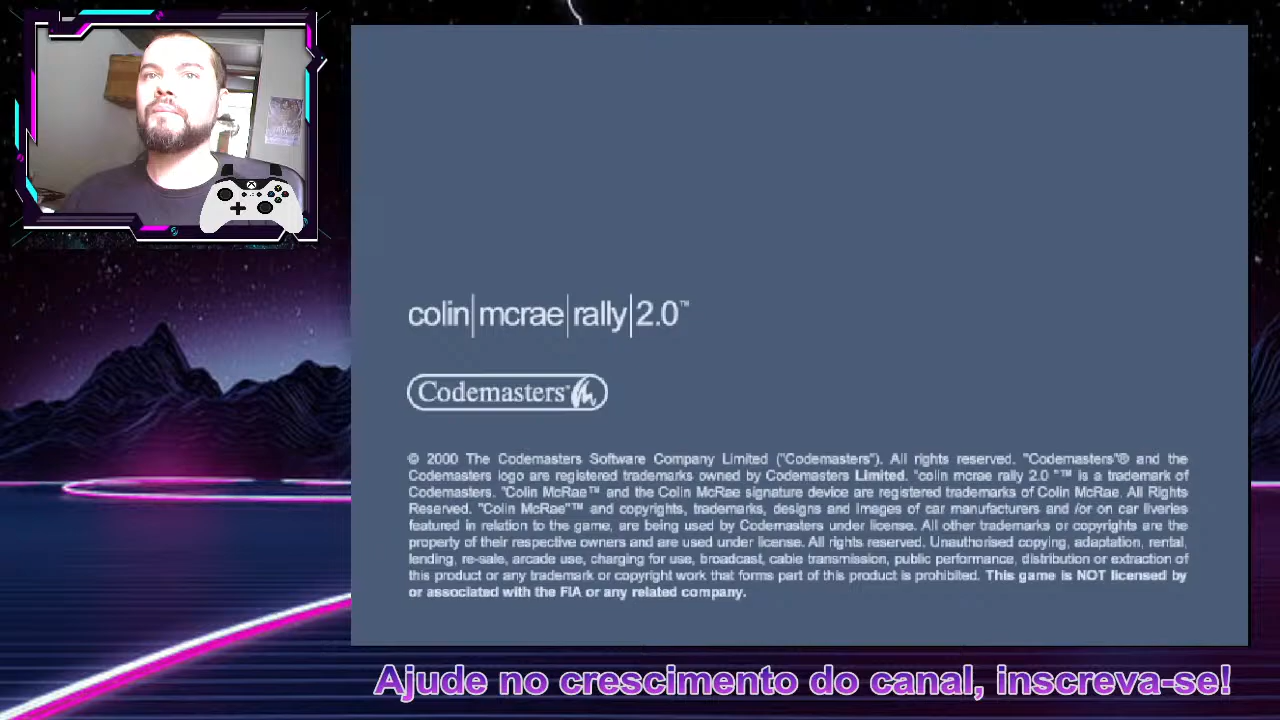 colin|mcrae|rally|2.0™
Codemasters™
© 2000 The Codemasters Software Company Limited ("Codemasters"). All rights reserved. "Codemasters"® and the
Codemasters logo are registered trademarks owned by Codemasters Limited. "colin mcrae rally 2.0 "™ is a trademark of
Codemasters. "Colin McRae™ and the Colin McRae signature device are registered trademarks of Colin McRae. All Rights
Reserved. "Colin McRae"™ and copyrights, trademarks, designs and images of car manufacturers and /or on car liveries
featured in relation to the game, are being used by Codemasters under license. All other trademarks or copyrights are the
property of their respective owners and are used under license. All rights reserved. Unauthorised copying, adaptation, rental,
lending, re-sale, arcade use, charging for use, broadcast, cable transmission, public performance, distribution or extraction of
this product or any trademark or copyright work that forms part of this product is prohibited. This game is NOT licensed by
or associated with the FIA or any related company.
Ajude no crescimento do canal, inscreva-se!